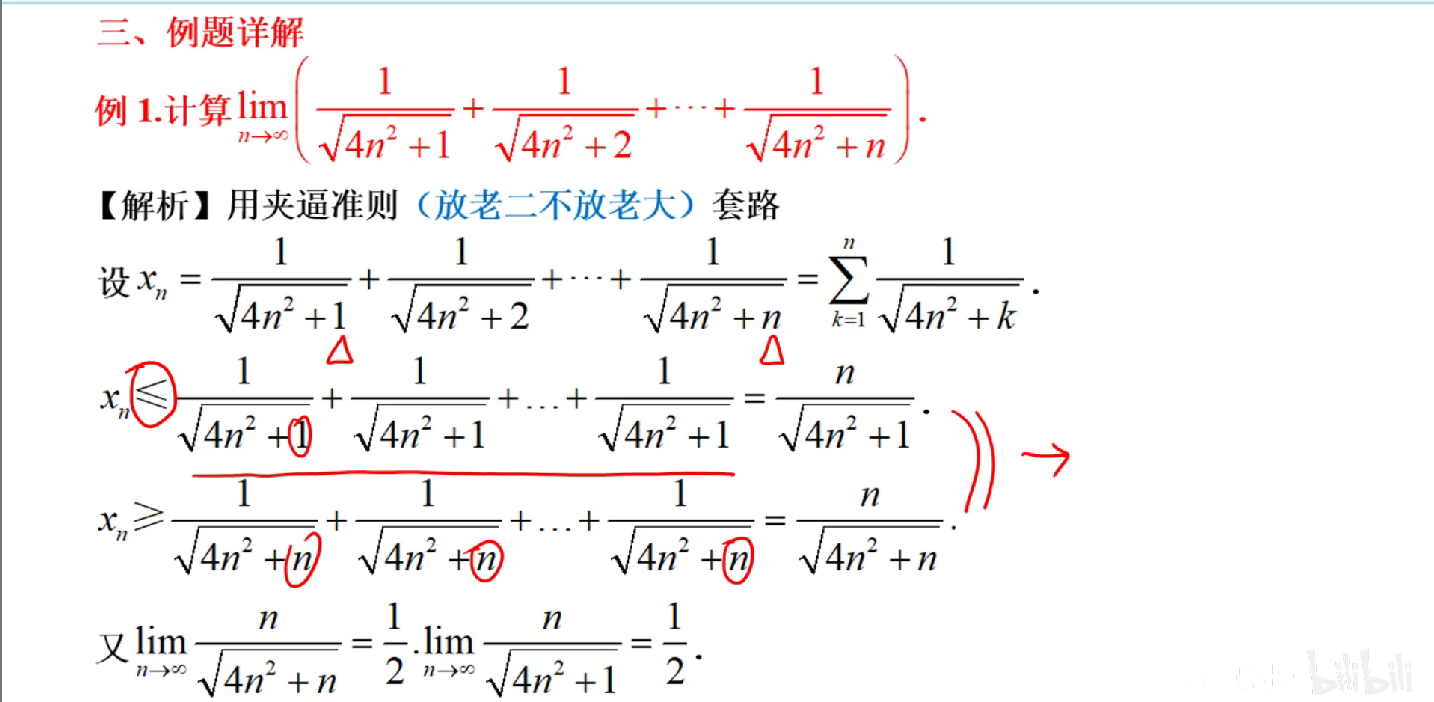 三、例题详解
例 1.计算 $\lim_{n\to\infty}\left(\frac{1}{\sqrt{4n^2+1}}+\frac{1}{\sqrt{4n^2+2}}+\cdots+\frac{1}{\sqrt{4n^2+n}}\right)$.
【解析】用夹逼准则（放老二不放老大）套路
设 $x_n=\frac{1}{\sqrt{4n^2+1}}+\frac{1}{\sqrt{4n^2+2}}+\cdots+\frac{1}{\sqrt{4n^2+n}}=\sum_{k=1}^{n}\frac{1}{\sqrt{4n^2+k}}$.
$x_n\leqslant\frac{1}{\sqrt{4n^2+1}}+\frac{1}{\sqrt{4n^2+1}}+\ldots+\frac{1}{\sqrt{4n^2+1}}=\frac{n}{\sqrt{4n^2+1}}$.
$x_n\geqslant\frac{1}{\sqrt{4n^2+n}}+\frac{1}{\sqrt{4n^2+n}}+\ldots+\frac{1}{\sqrt{4n^2+n}}=\frac{n}{\sqrt{4n^2+n}}$.
又 $\lim_{n\to\infty}\frac{n}{\sqrt{4n^2+n}}=\frac{1}{2}.\lim_{n\to\infty}\frac{n}{\sqrt{4n^2+1}}=\frac{1}{2}$.
bilibili